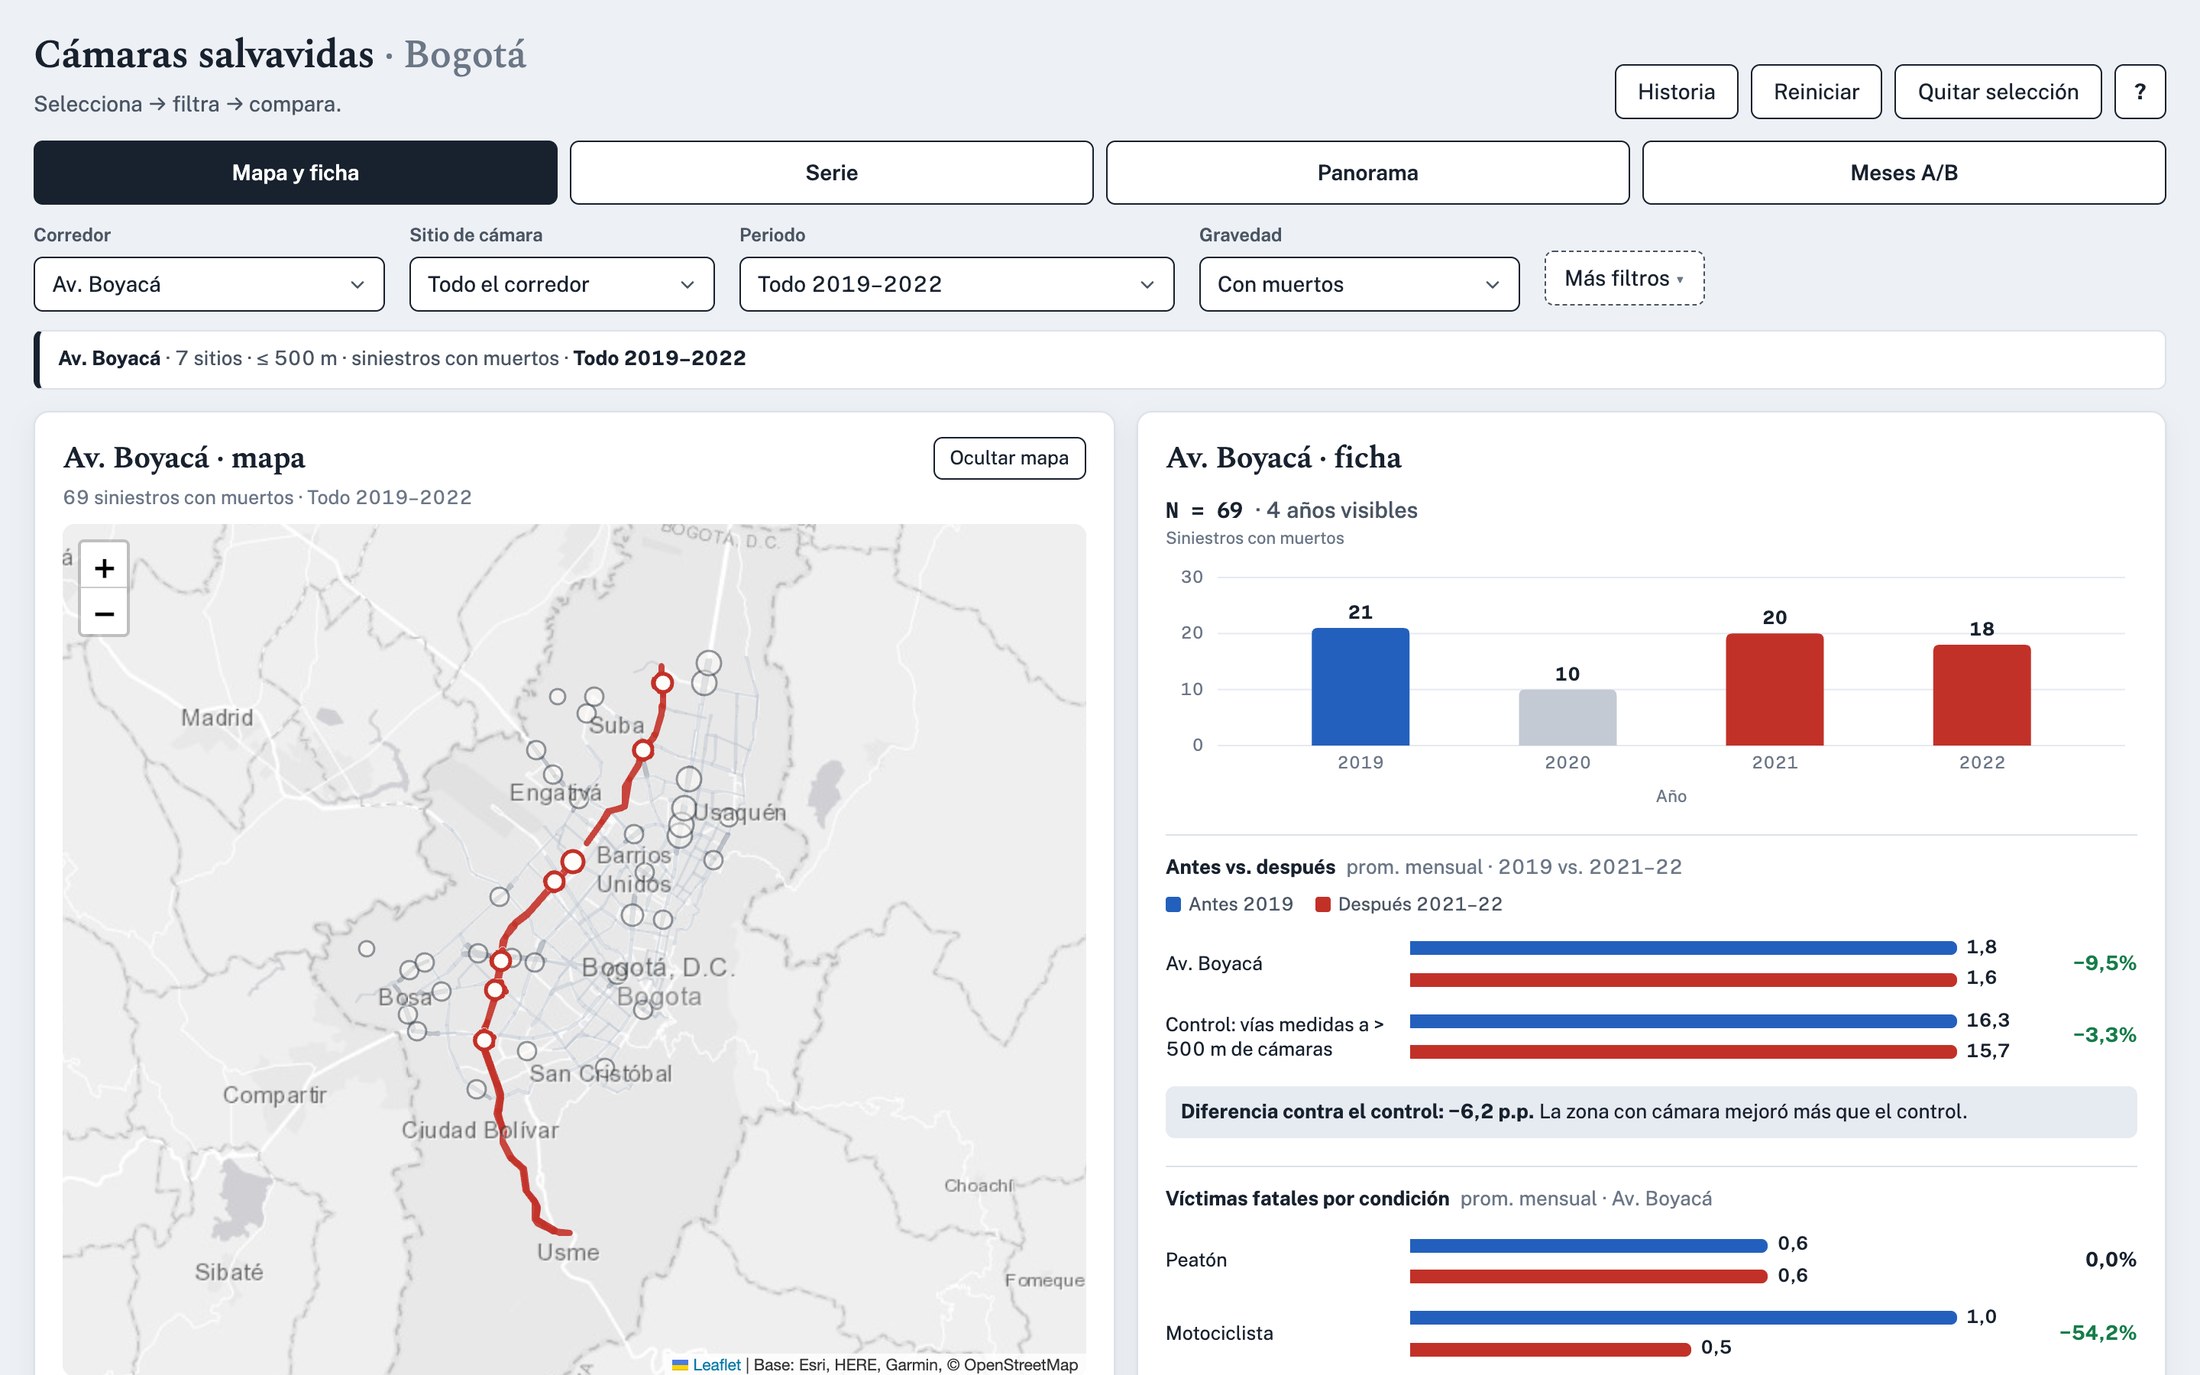 Cámaras salvavidas · Bogotá
Selecciona → filtra → compara.
Historia
Reiniciar
Quitar selección
?
Mapa y ficha
Serie
Panorama
Meses A/B
Corredor
Sitio de cámara
Periodo
Gravedad
Av. Boyacá
Todo el corredor
Todo 2019–2022
Con muertos
Más filtros ▾
Av. Boyacá · 7 sitios · ≤ 500 m · siniestros con muertos · Todo 2019–2022
Av. Boyacá · mapa
Ocultar mapa
69 siniestros con muertos · Todo 2019–2022
BOGOTÁ, D.C.
á
+
−
Madrid
Suba
Engativá
Usaquén
Barrios
Unidos
Bogotá, D.C.
Bogota
Bosa
San Cristóbal
Compartir
Ciudad Bolívar
Choachí
Usme
Sibaté
Fomeque
Leaflet | Base: Esri, HERE, Garmin, © OpenStreetMap
Av. Boyacá · ficha
N = 69 · 4 años visibles
Siniestros con muertos
30
20
10
0
21
10
20
18
2019
2020
2021
2022
Año
Antes vs. después prom. mensual · 2019 vs. 2021–22
Antes 2019
Después 2021–22
Av. Boyacá
1,8
1,6
−9,5%
Control: vías medidas a >
500 m de cámaras
16,3
15,7
−3,3%
Diferencia contra el control: −6,2 p.p. La zona con cámara mejoró más que el control.
Víctimas fatales por condición prom. mensual · Av. Boyacá
Peatón
0,6
0,6
0,0%
Motociclista
1,0
0,5
−54,2%